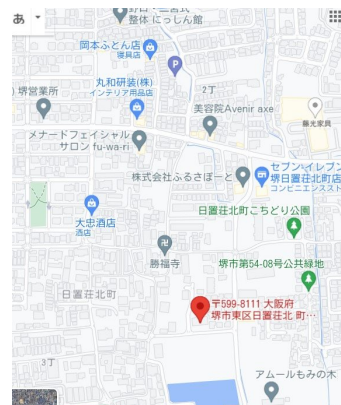 あ
整体 にっしん館
岡本ふとん店
寝具店
丸和研装(株)
インテリア用品店
堺営業所
2丁
美容院Avenir axe
藤光家具
メナードフェイシャル
サロン fu-wa-ri
株式会社ふるさぽーと
セブン-イレブン
堺日置荘北町店
コンビニエンススト
大忠酒店
酒店
日置荘北町こちどり公園
勝福寺
堺市第54-08号公共緑地
日置荘北町
〒599-8111 大阪府
堺市東区日置荘北 町…
3丁
アムールもみの木